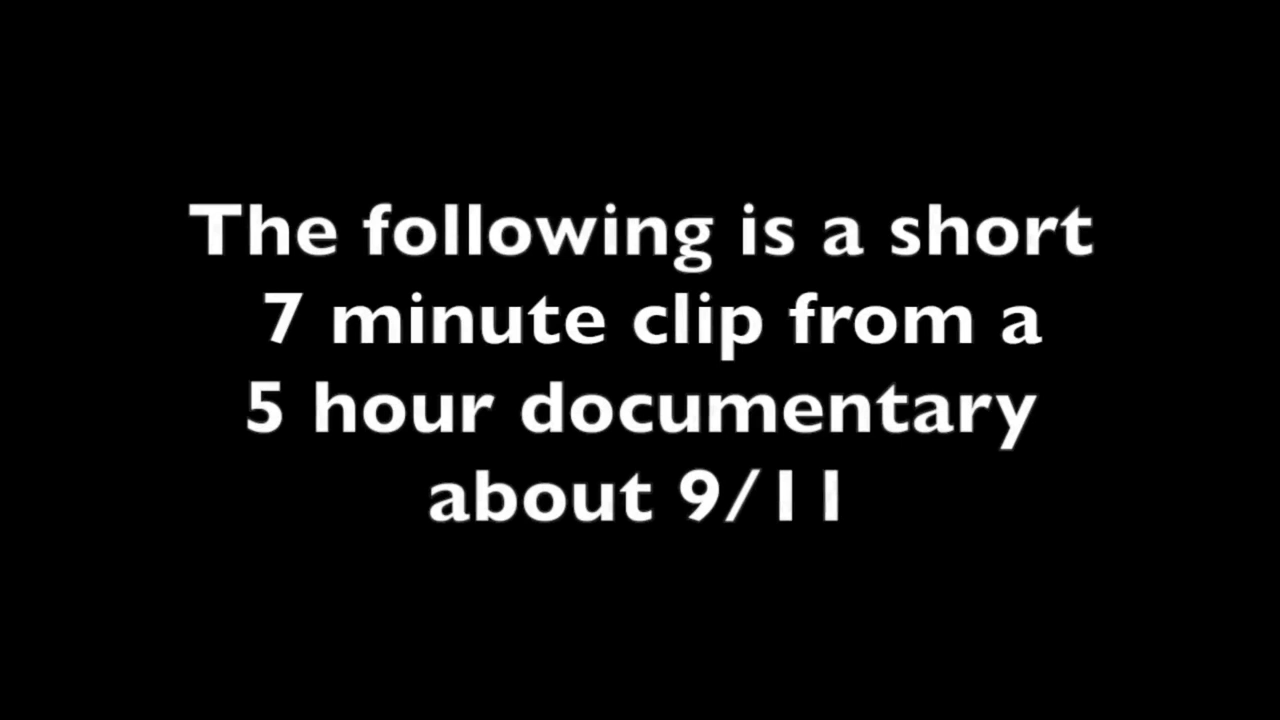 The following is a short
7 minute clip from a
5 hour documentary
about 9/11